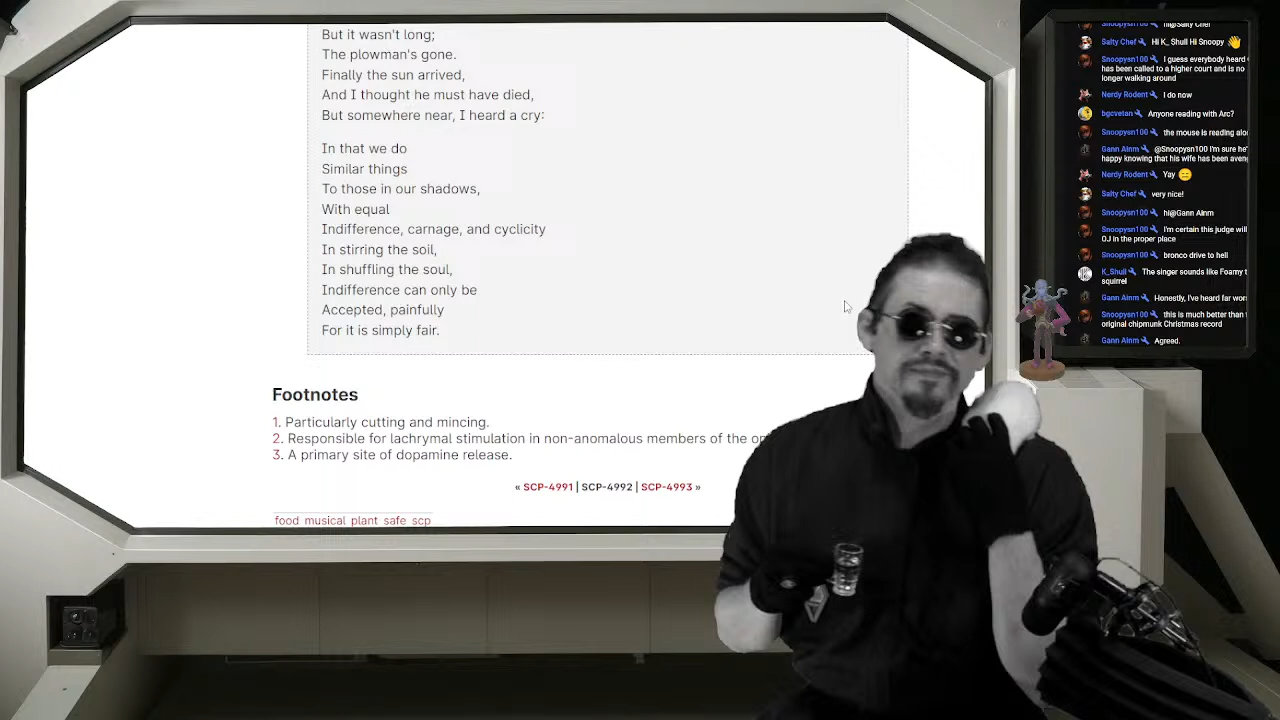 But it wasn't long;
The plowman's gone.
Finally the sun arrived,
And I thought he must have died,
But somewhere near, I heard a cry:
In that we do
Similar things
To those in our shadows,
With equal
Indifference, carnage, and cyclicity
In stirring the soil,
In shuffling the soul,
Indifference can only be
Accepted, painfully
For it is simply fair.
Footnotes
1. Particularly cutting and mincing.
2. Responsible for lachrymal stimulation in non-anomalous members of the
3. A primary site of dopamine release.
« SCP-4991 | SCP-4992 | SCP-4993 »
food musical plant safe scp
Snoopysn100 hi@Salty Chef
Salty Chef Hi K_ Shull Hi Snoopy 👋
Snoopysn100 I guess everybody heard
has been called to a higher court and is no
longer walking around
Nerdy Rodent I do now
bgcvetan Anyone reading with Arc?
Snoopysn100 the mouse is reading
Gann Ainm @Snoopysn100 I'm sure
happy knowing that his wife has been
Nerdy Rodent Yay 😑
Salty Chef very nice!
Snoopysn100 hi@Gann Ainm
Snoopysn100 I'm certain this judge will
OJ in the proper place
Snoopysn100 bronco drive to hell
K_Shull The singer sounds like Foamy
squirrel
Gann Ainm Honestly, I've heard far
Snoopysn100 this is much better than
original chipmunk Christmas record
Gann Ainm Agreed.